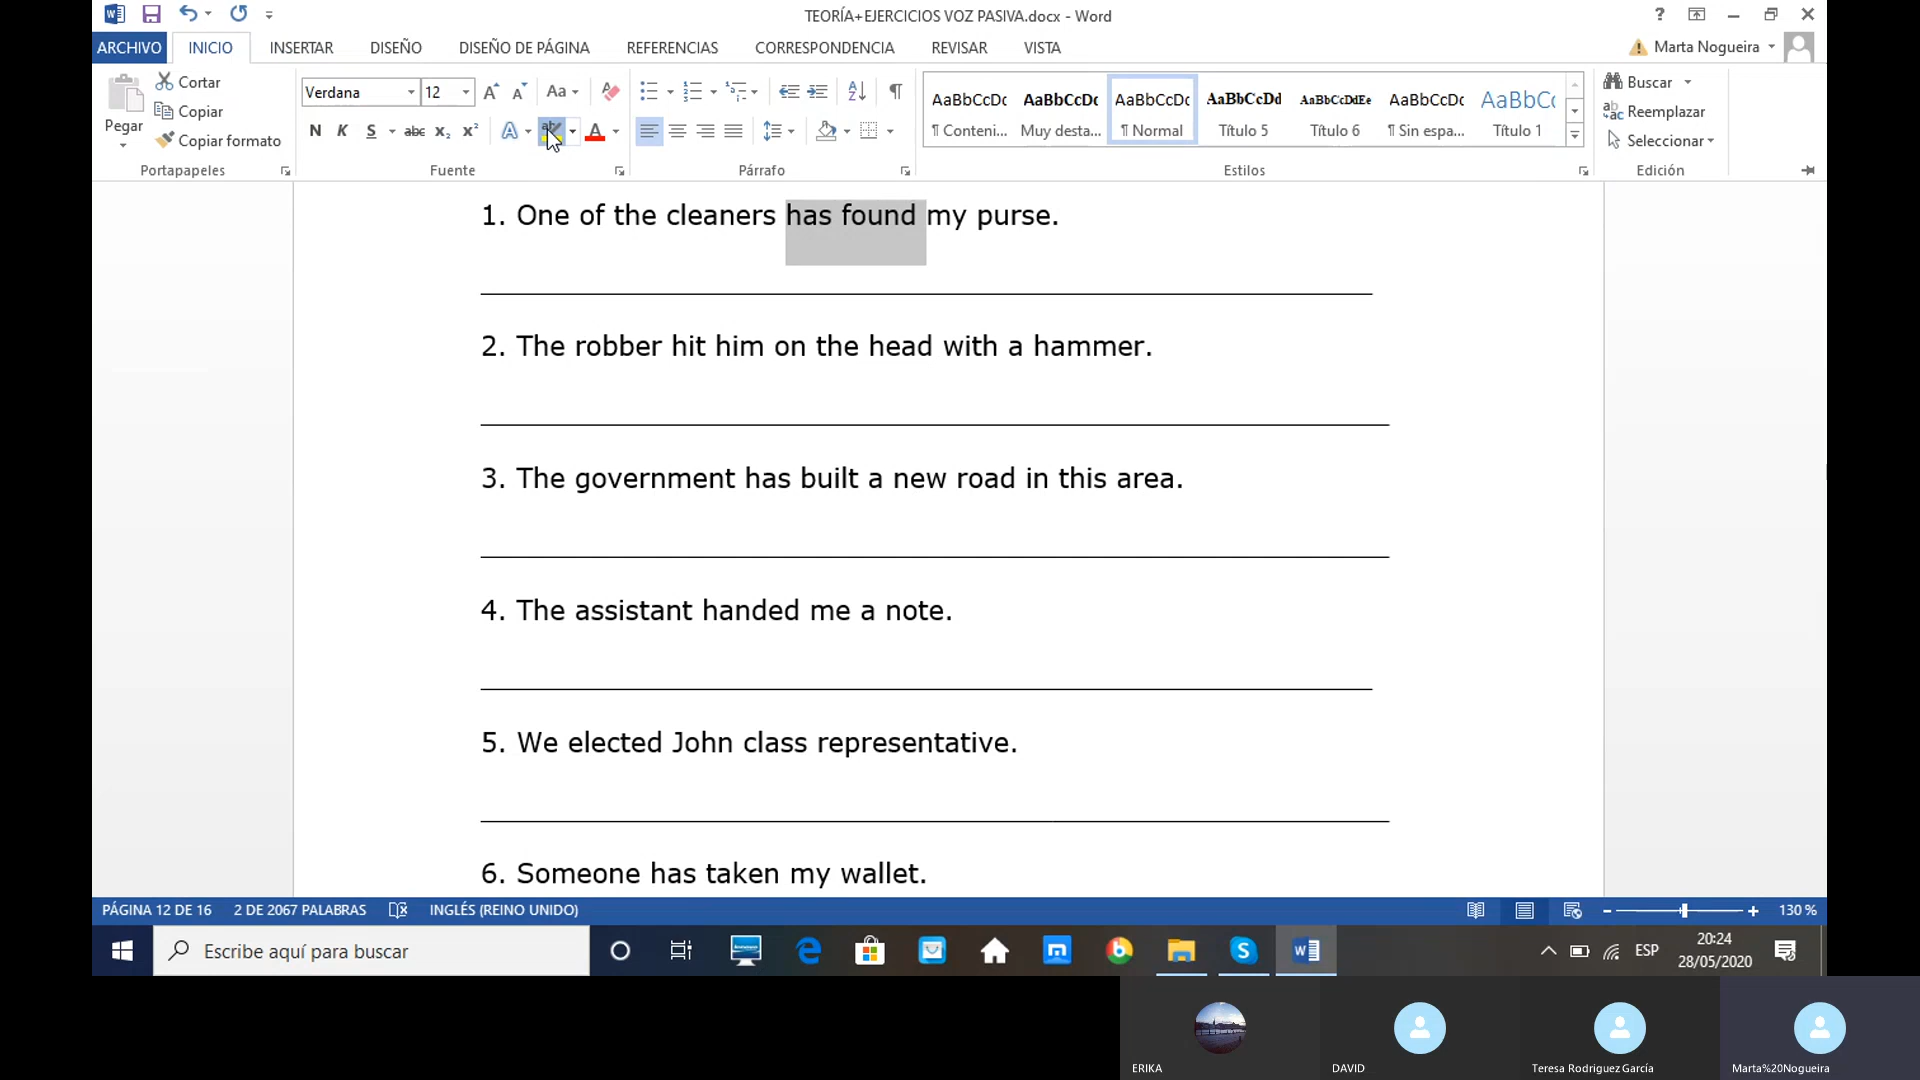 TEORÍA+EJERCICIOS VOZ PASIVA.docx - Word
ARCHIVO INICIO INSERTAR DISEÑO DISEÑO DE PÁGINA REFERENCIAS CORRESPONDENCIA REVISAR VISTA
Marta Nogueira
Pegar
Cortar
Copiar
Copiar formato
Portapapeles
Verdana 12
N K S abc x₂ x²
Fuente
Párrafo
AaBbCcDc AaBbCcDc AaBbCcDc AaBbCcDd AaBbCcDdEe AaBbCcDc AaBbCc
¶ Conteni... Muy desta... ¶ Normal Título 5 Título 6 ¶ Sin espa... Título 1
Estilos
Buscar
Reemplazar
Seleccionar
Edición
1. One of the cleaners has found my purse.
2. The robber hit him on the head with a hammer.
3. The government has built a new road in this area.
4. The assistant handed me a note.
5. We elected John class representative.
6. Someone has taken my wallet.
PÁGINA 12 DE 16 2 DE 2067 PALABRAS INGLÉS (REINO UNIDO) 130 %
Escribe aquí para buscar
ESP
20:24
28/05/2020
ERIKA DAVID Teresa Rodriguez García Marta%20Nogueira